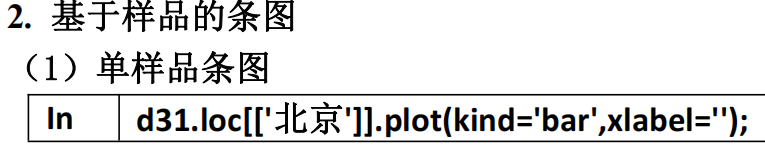 2. 基于样品的条图
（1）单样品条图
In d31.loc[['北京']].plot(kind='bar',xlabel='');